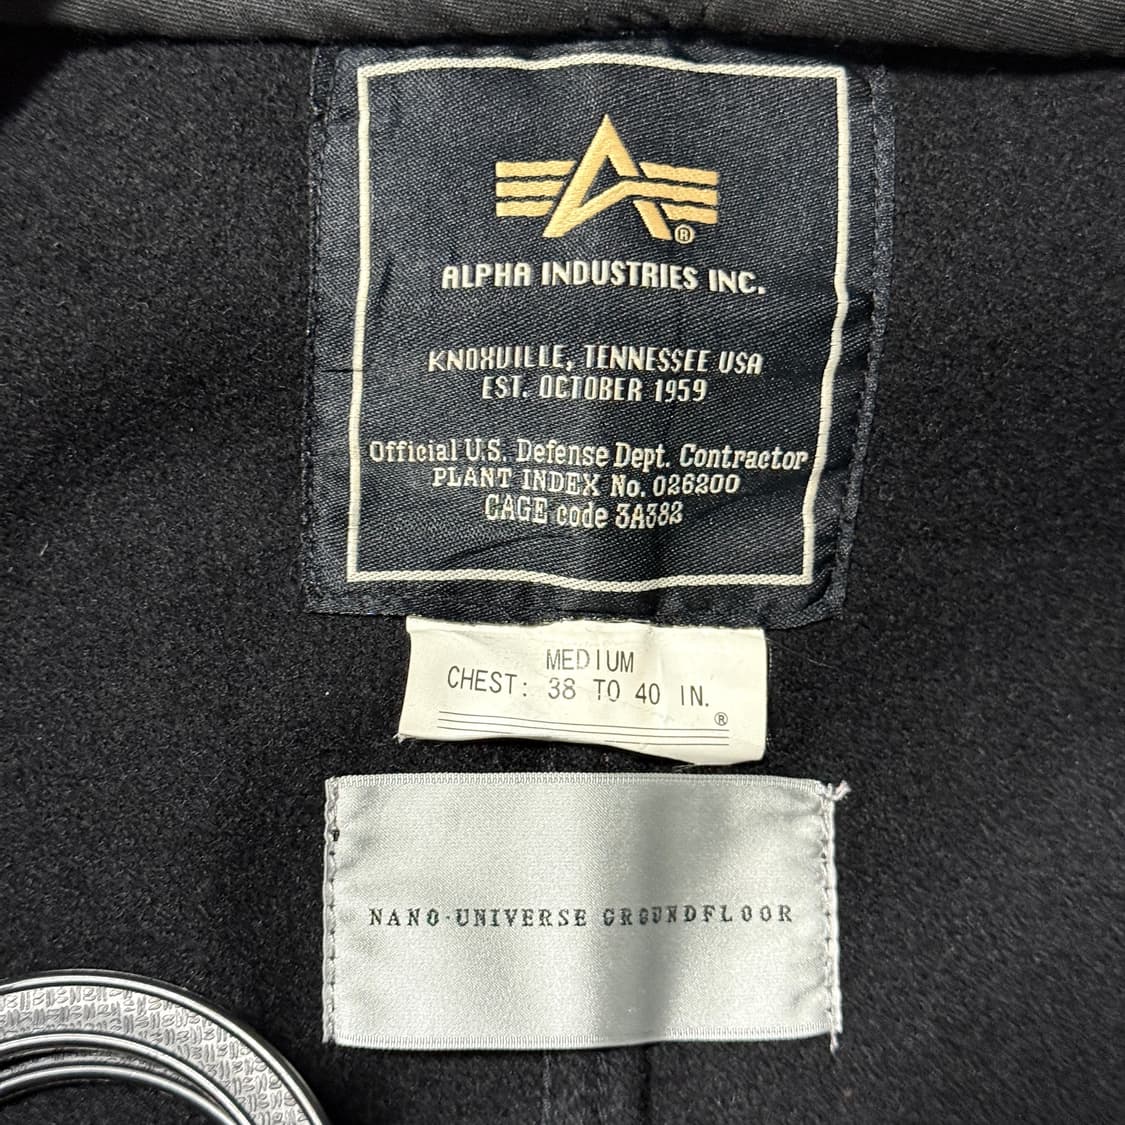 ALPHA INDUSTRIES INC.
KNOXVILLE, TENNESSEE USA
EST. OCTOBER 1959
Official U.S. Defense Dept. Contractor
PLANT INDEX No. 026200
CAGE code 3A382
MEDIUM
CHEST: 38 TO 40 IN.
®
NANO·UNIVERSE GROUNDFLOOR